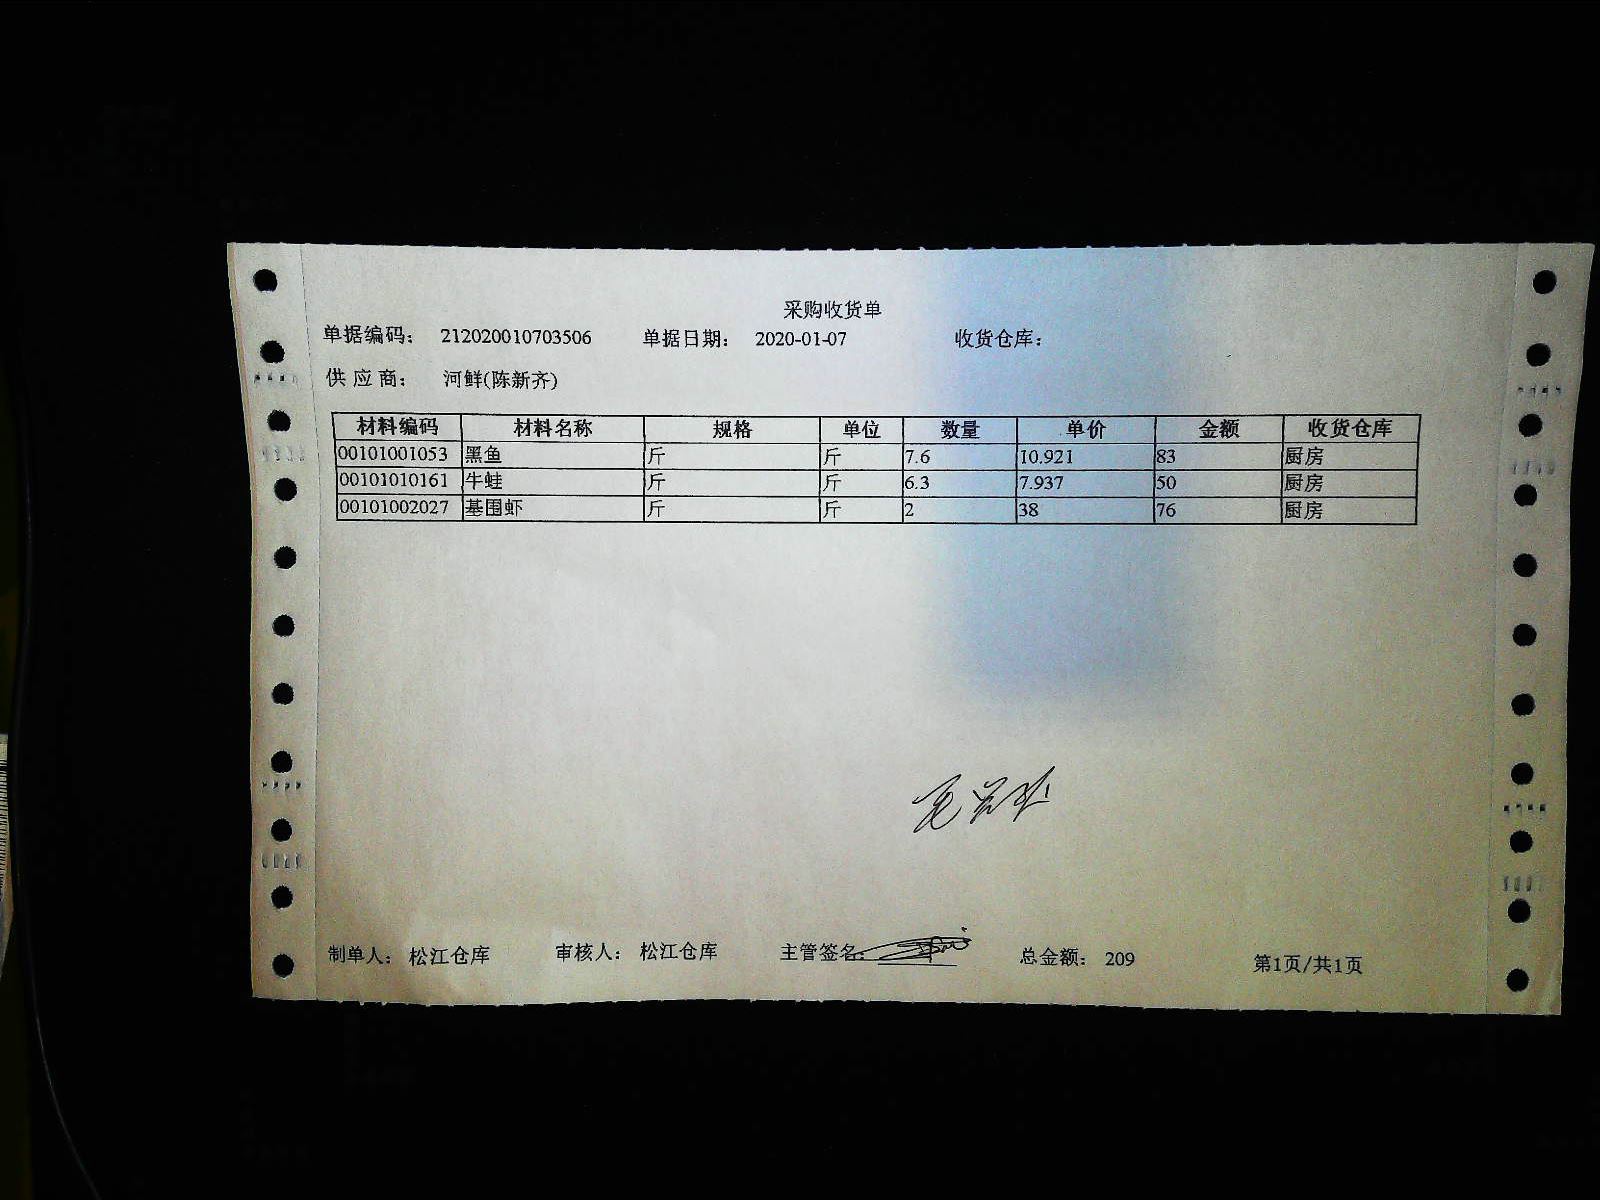 采购收货单
单据编码： 212020010703506 单据日期： 2020-01-07 收货仓库：
供 应 商： 河鲜(陈新齐)
材料编码 材料名称 规格 单位 数量 单价 金额 收货仓库
00101001053 黑鱼 斤 斤 7.6 10.921 83 厨房
00101010161 牛蛙 斤 斤 6.3 7.937 50 厨房
00101002027 基围虾 斤 斤 2 38 76 厨房
制单人： 松江仓库 审核人： 松江仓库 主管签名: 总金额： 209 第1页/共1页